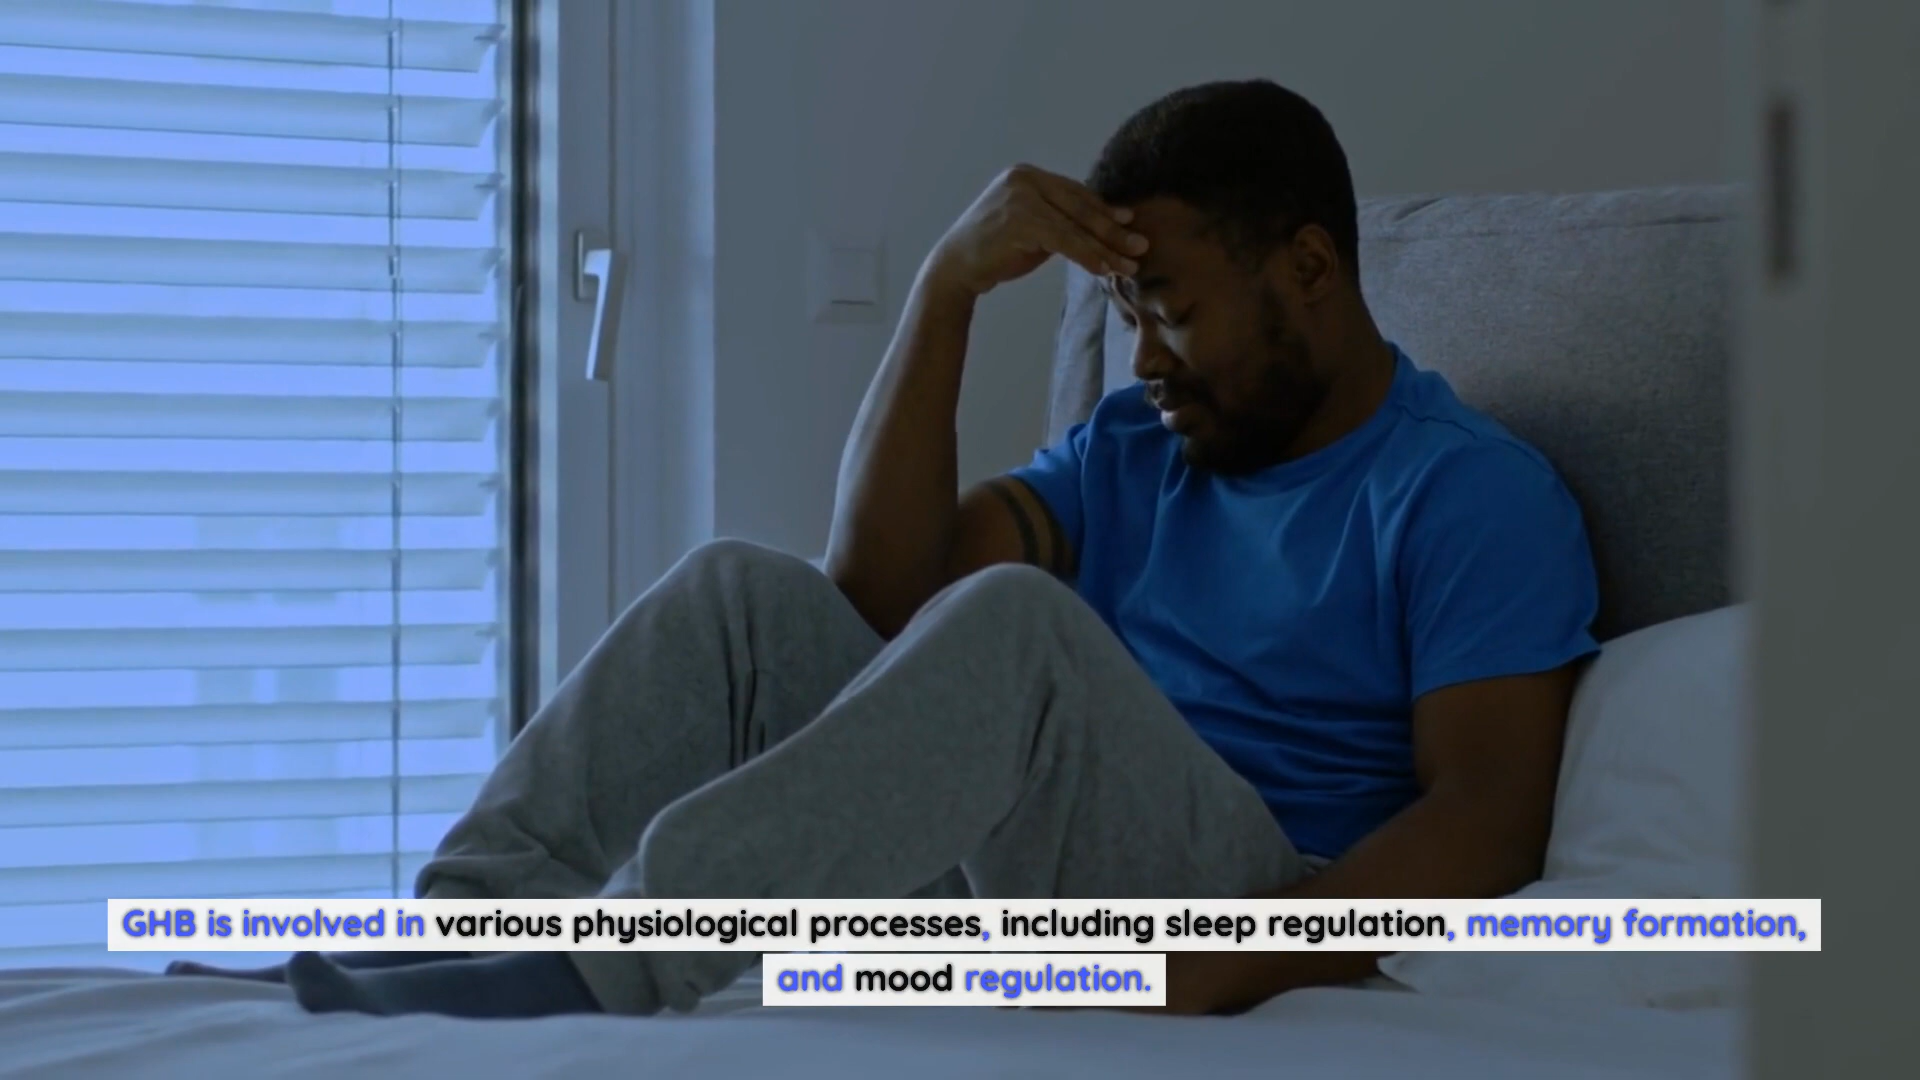 GHB is involved in various physiological processes, including sleep regulation, memory formation,
and mood regulation.